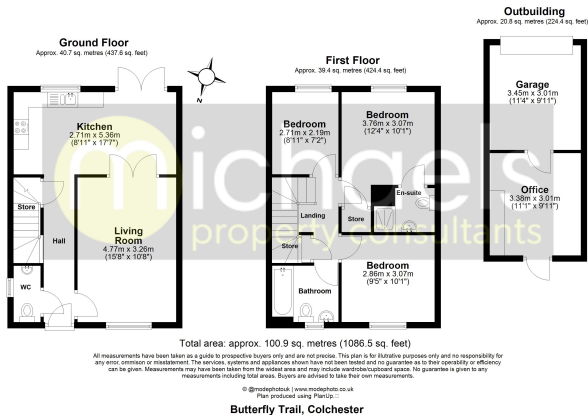 Ground Floor
Approx. 40.7 sq. metres (437.6 sq. feet)
Kitchen
2.71m x 5.36m
(8'11" x 17'7")
Store
Hall
Living
Room
4.77m x 3.26m
(15'8" x 10'8")
WC
N
First Floor
Approx. 39.4 sq. metres (424.4 sq. feet)
Bedroom
2.71m x 2.19m
(8'11" x 7'2")
Bedroom
3.76m x 3.07m
(12'4" x 10'1")
En-suite
Landing
Store
Store
Bedroom
2.86m x 3.07m
(9'5" x 10'1")
Bathroom
Outbuilding
Approx. 20.8 sq. metres (224.4 sq. feet)
Garage
3.45m x 3.01m
(11'4" x 9'11")
Office
3.38m x 3.01m
(11'1" x 9'11")
michaels
property consultants
Total area: approx. 100.9 sq. metres (1086.5 sq. feet)
All measurements have been taken as a guide to prospective buyers only and are not precise. This plan is for illustrative purposes only and no responsibility for
any error, omission or misstatement. The services, systems and appliances shown have not been tested and no guarantee as to their operability or efficiency
can be given. Measurements may have been taken from the widest area and may include wardrobe/cupboard space. No guarantee is given to any
measurements including total areas. Buyers are advised to take their own measurements.
© @modephotouk | www.modephoto.co.uk
Plan produced using PlanUp.
Butterfly Trail, Colchester